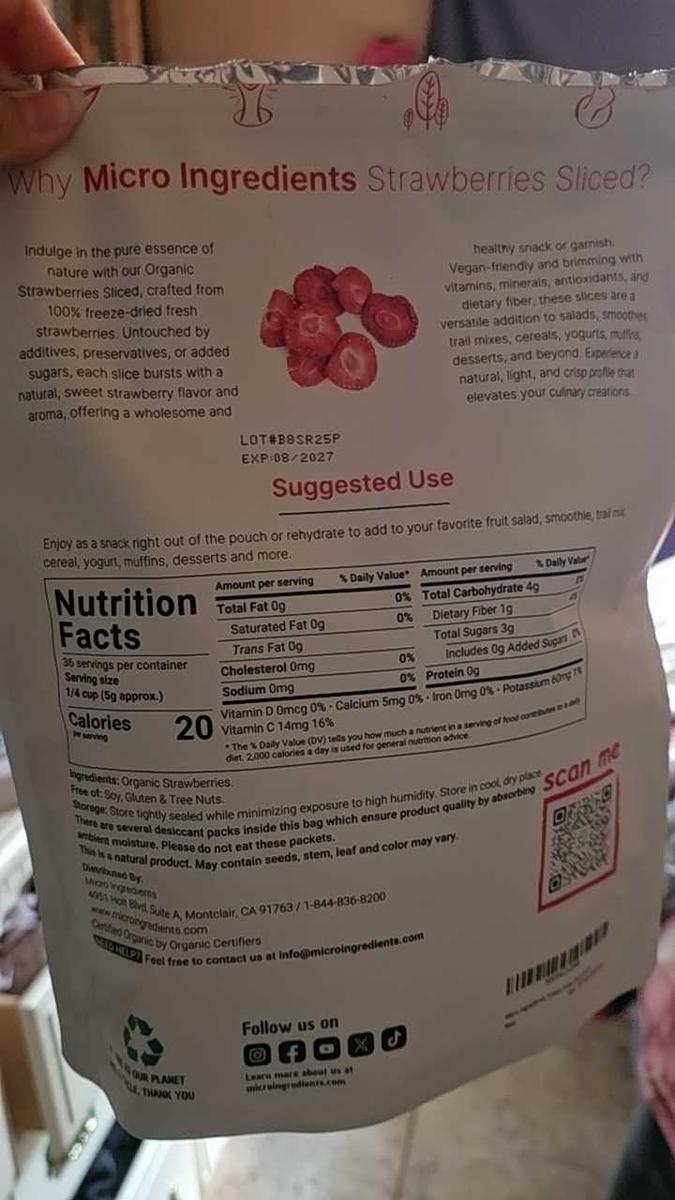 Why Micro Ingredients Strawberries Sliced?
Indulge in the pure essence of
nature with our Organic
Strawberries Sliced, crafted from
100% freeze-dried fresh
strawberries. Untouched by
additives, preservatives, or added
sugars, each slice bursts with a
natural, sweet strawberry flavor and
aroma, offering a wholesome and
healthy snack or garnish.
Vegan-friendly and brimming with
vitamins, minerals, antioxidants, and
dietary fiber, these slices are a
versatile addition to salads, smoothies,
trail mixes, cereals, yogurts, muffins,
desserts, and beyond. Experience a
natural, light, and crisp profile that
elevates your culinary creations.
LOT#B8SR25P
EXP:08/2027
Suggested Use
Enjoy as a snack right out of the pouch or rehydrate to add to your favorite fruit salad, smoothie, trail mix,
cereal, yogurt, muffins, desserts and more.
Nutrition
Facts
36 servings per container
Serving size
1/4 cup (5g approx.)
Calories 20
per serving
Amount per serving % Daily Value*
Total Fat 0g 0%
Saturated Fat 0g 0%
Trans Fat 0g
Cholesterol 0mg 0%
Sodium 0mg 0%
Amount per serving % Daily Value*
Total Carbohydrate 4g
Dietary Fiber 1g
Total Sugars 3g
Includes 0g Added Sugars 0%
Protein 0g
Vitamin D 0mcg 0% · Calcium 5mg 0% · Iron 0mg 0% · Potassium 60mg 1%
Vitamin C 14mg 16%
* The % Daily Value (DV) tells you how much a nutrient in a serving of food contributes to a daily
diet. 2,000 calories a day is used for general nutrition advice.
Ingredients: Organic Strawberries.
Free of: Soy, Gluten & Tree Nuts.
Storage: Store tightly sealed while minimizing exposure to high humidity. Store in cool, dry place.
There are several desiccant packs inside this bag which ensure product quality by absorbing
ambient moisture. Please do not eat these packets.
This is a natural product. May contain seeds, stem, leaf and color may vary.
scan me
Distributed By:
Micro Ingredients
4951 Holt Blvd, Suite A, Montclair, CA 91763 / 1-844-836-8200
www.microingredients.com
Certified Organic by Organic Certifiers
NEED HELP? Feel free to contact us at info@microingredients.com
OUR PLANET
THANK YOU
Follow us on
Learn more about us at
microingredients.com